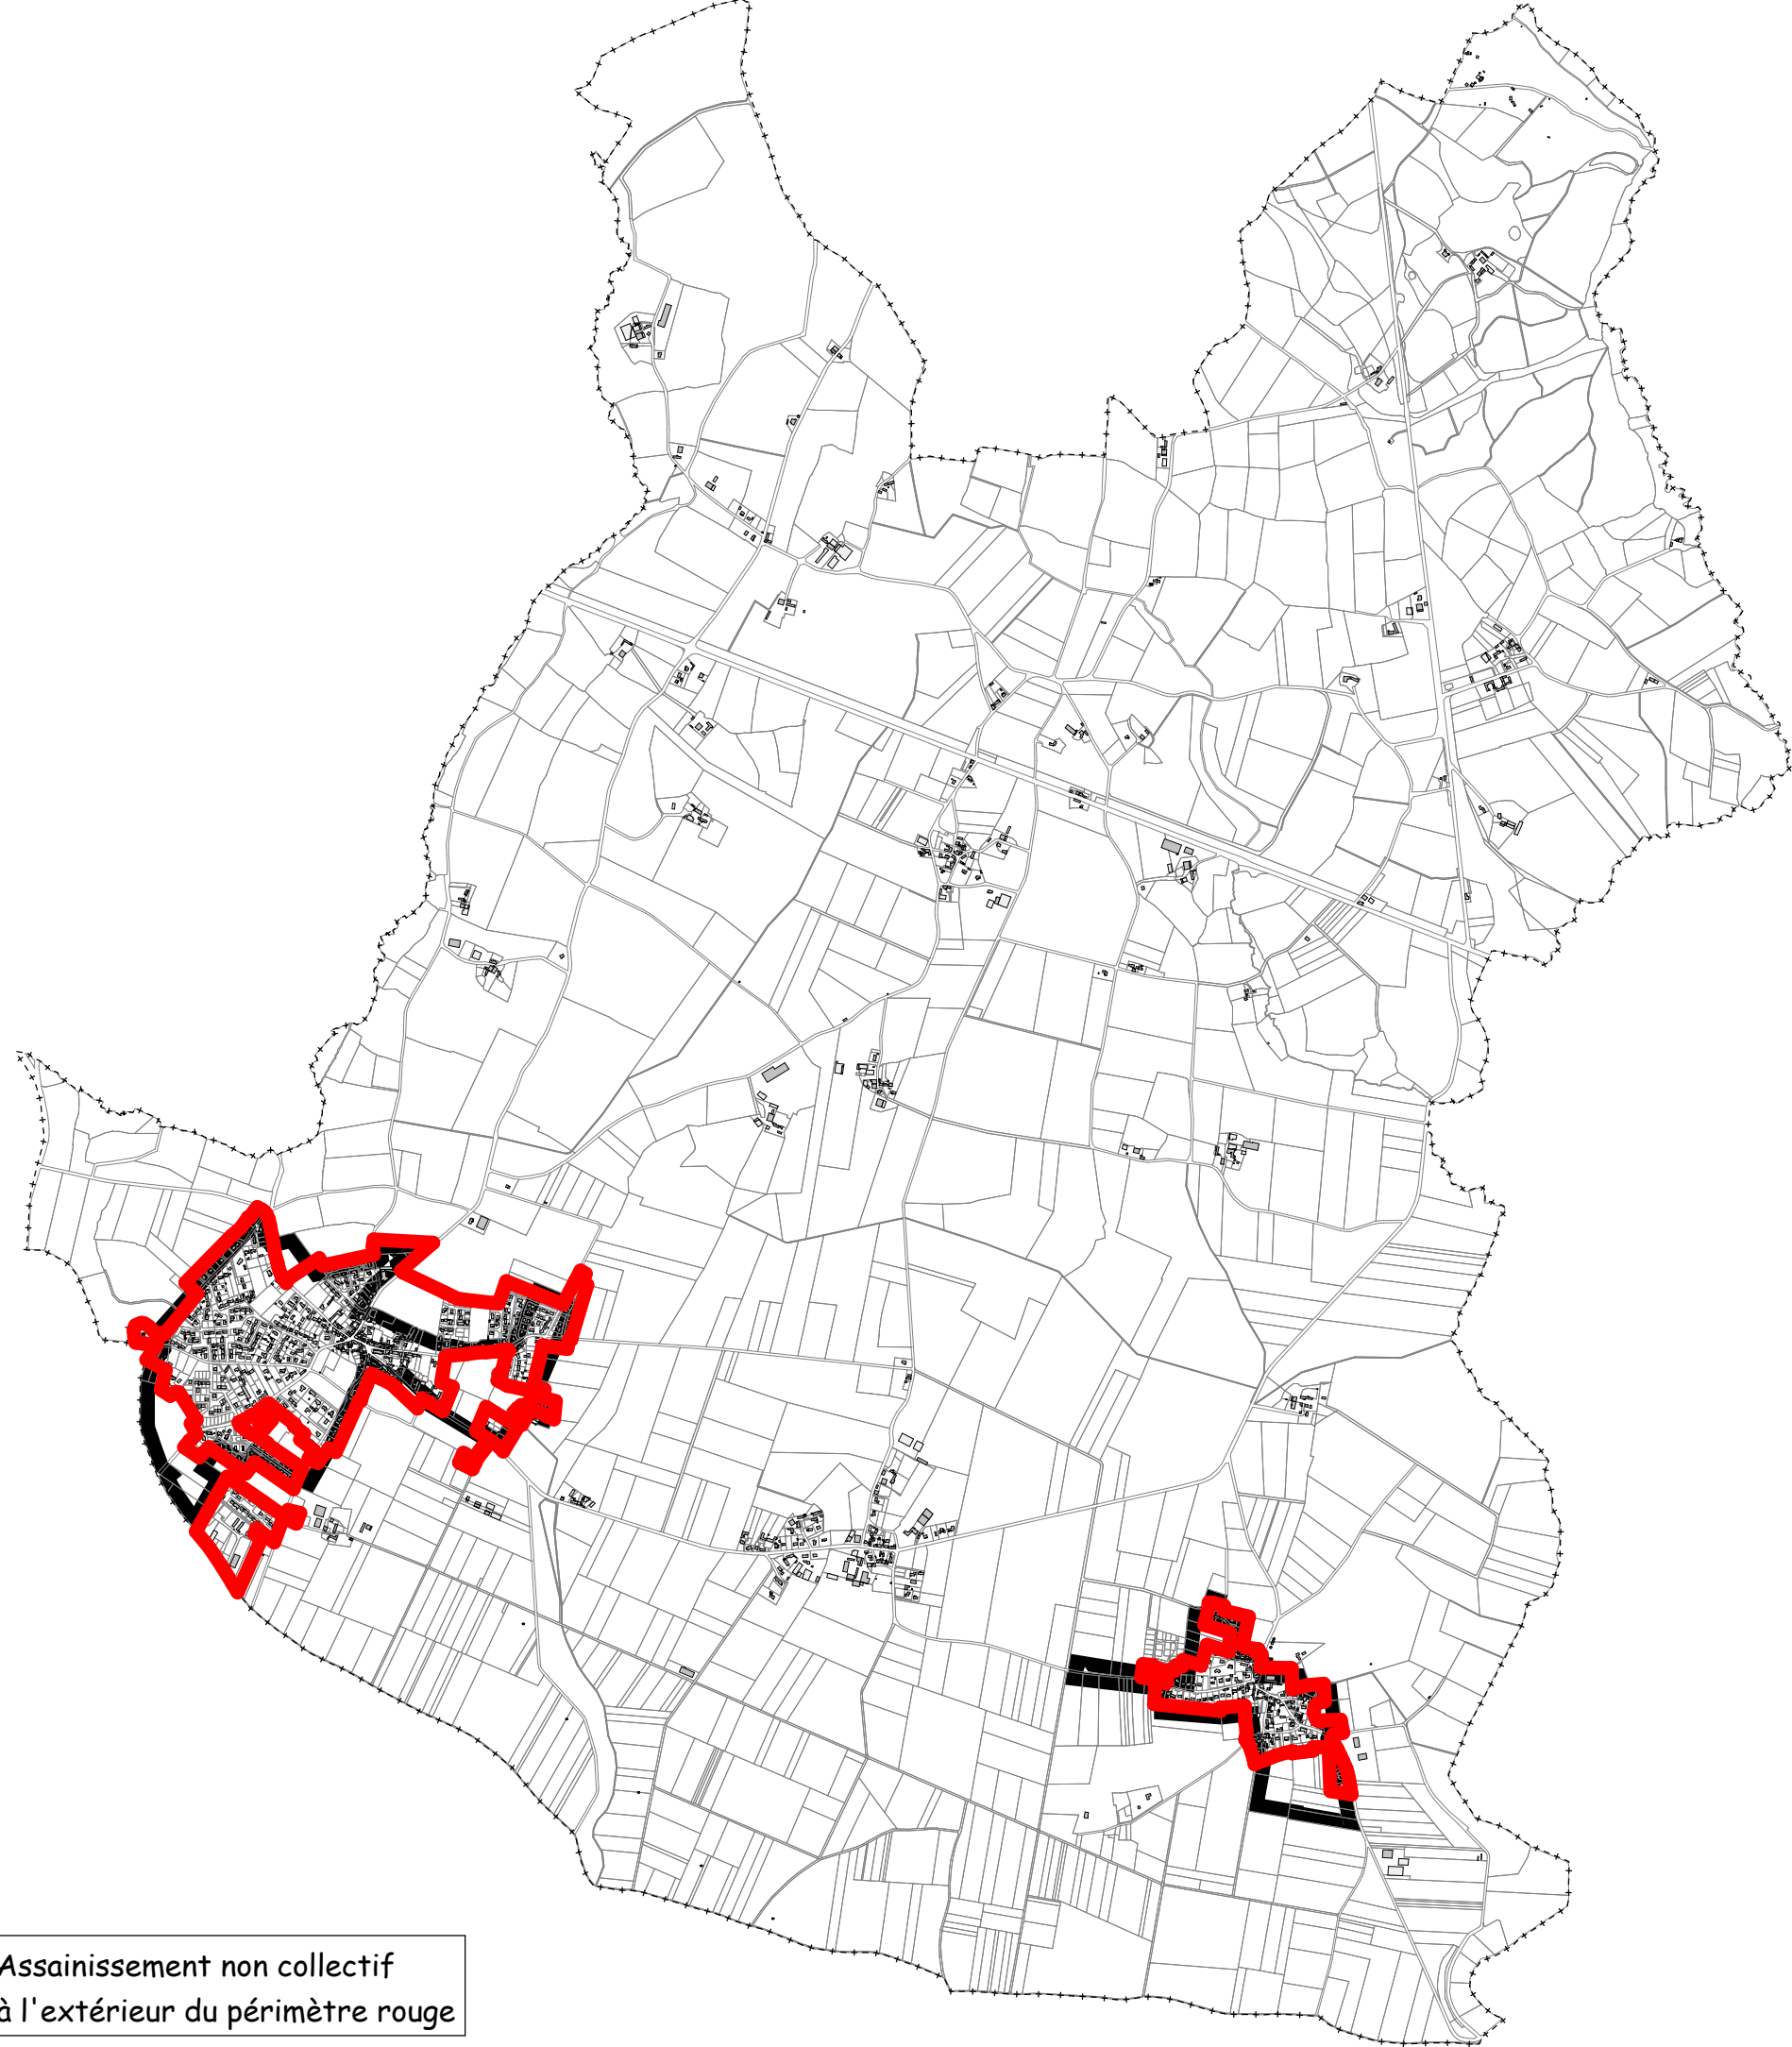 Assainissement non collectif
à l'extérieur du périmètre rouge